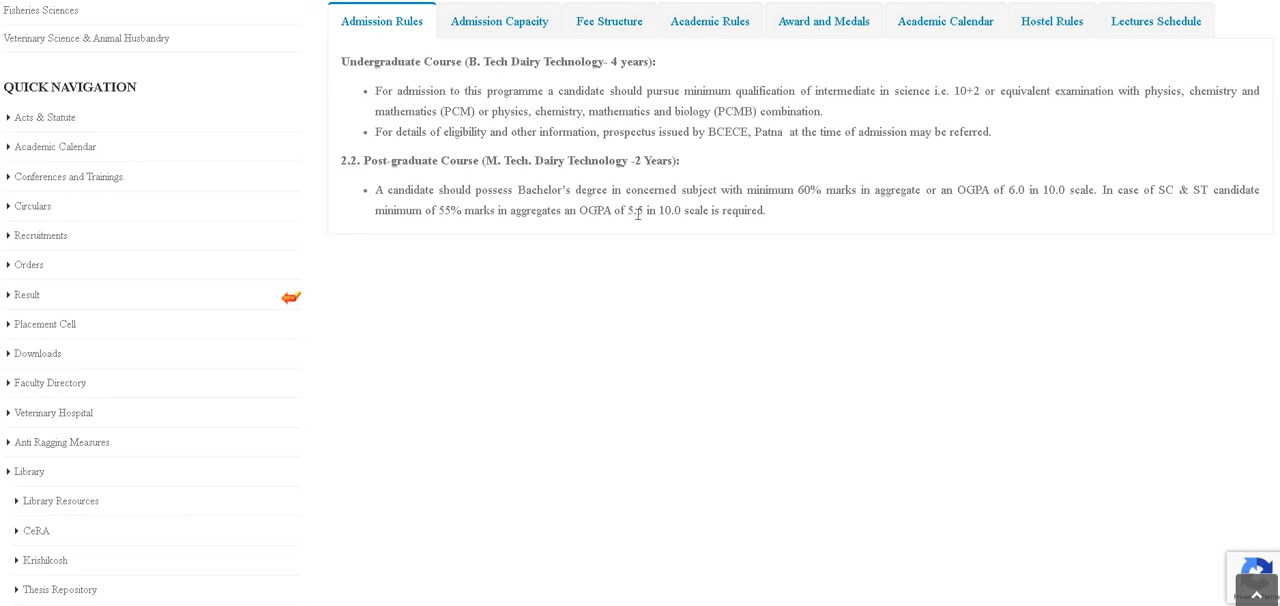 Fisheries Sciences
Veterinary Science & Animal Husbandry
QUICK NAVIGATION
Acts & Statute
Academic Calendar
Conferences and Trainings.
Circulars
Recruitments
Orders
Result
NEW
Placement Cell
Downloads
Faculty Directory
Veterinary Hospital
Anti Ragging Measures
Library
Library Resources
CeRA
Krishikosh
Thesis Repository
Admission Rules Admission Capacity Fee Structure Academic Rules Award and Medals Academic Calendar Hostel Rules Lectures Schedule
Undergraduate Course (B. Tech Dairy Technology- 4 years):
• For admission to this programme a candidate should pursue minimum qualification of intermediate in science i.e. 10+2 or equivalent examination with physics, chemistry and
mathematics (PCM) or physics, chemistry, mathematics and biology (PCMB) combination.
• For details of eligibility and other information, prospectus issued by BCECE, Patna at the time of admission may be referred.
2.2. Post-graduate Course (M. Tech. Dairy Technology -2 Years):
• A candidate should possess Bachelor’s degree in concerned subject with minimum 60% marks in aggregate or an OGPA of 6.0 in 10.0 scale. In case of SC & ST candidate
minimum of 55% marks in aggregates an OGPA of 5.5 in 10.0 scale is required.